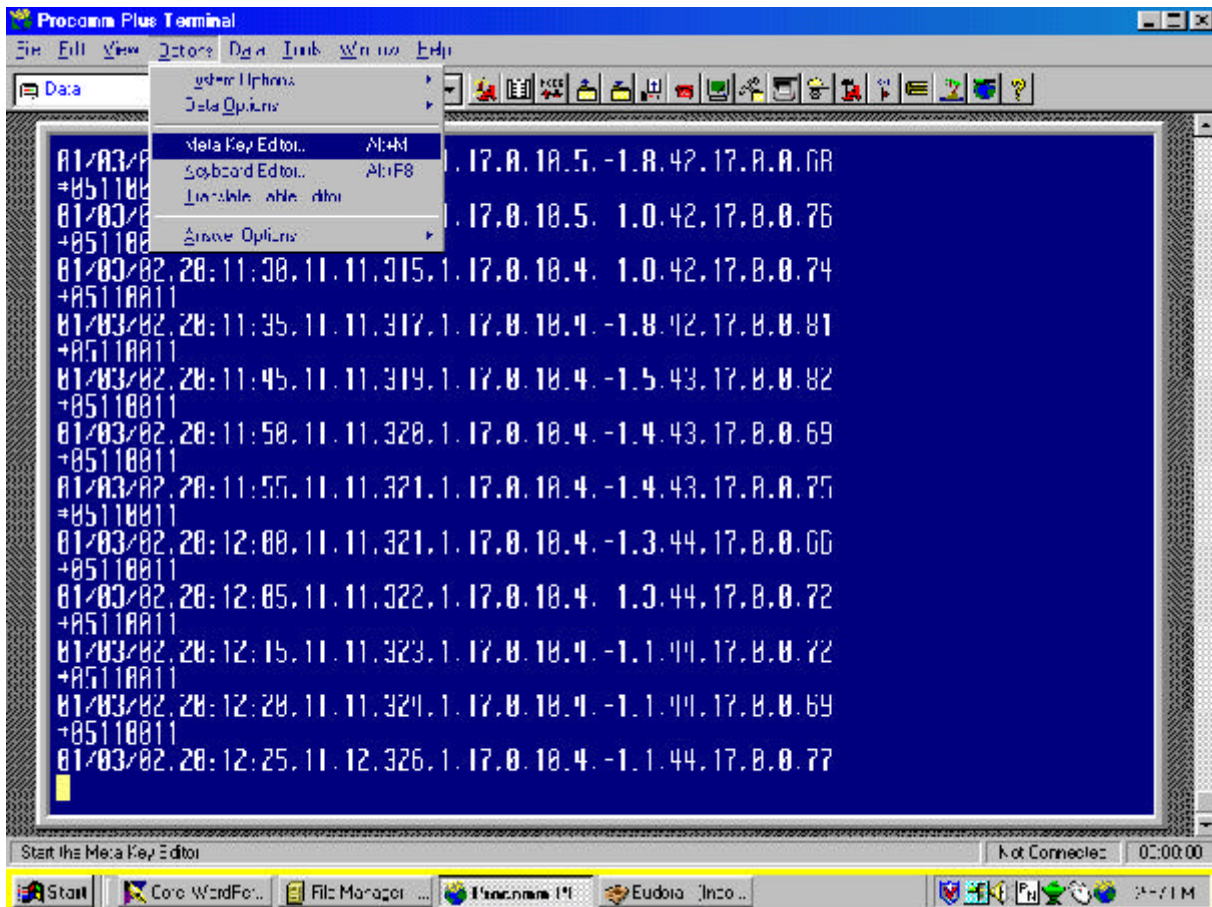 Procomm Plus Terminal
File Edit View Options Data Tools Window Help
Data
System Options
Data Options
Meta Key Editor... Alt+M
Keyboard Editor... Alt+F8
Translate Table Editor
Answer Options
01/03/0 17,0,10.5,-1.8,42,17,0,0,68
*051100
01/03/0 17,0,10.5, 1.0,42,17,0,0,76
*051100
01/03/02,20:11:30,11.11,315,1,17,0,10.4, 1.0,42,17,0,0,74
*05110011
01/03/02,20:11:35,11.11,317,1,17,0,10.4,-1.8,42,17,0,0,81
*05110011
01/03/02,20:11:45,11.11,319,1,17,0,10.4,-1.5,43,17,0,0,82
*05110011
01/03/02,20:11:50,11.11,320,1,17,0,10.4,-1.4,43,17,0,0,69
*05110011
01/03/02,20:11:55,11.11,321,1,17,0,10.4,-1.4,43,17,0,0,75
*05110011
01/03/02,20:12:00,11.11,321,1,17,0,10.4,-1.3,44,17,0,0,66
*05110011
01/03/02,20:12:05,11.11,322,1,17,0,10.4, 1.3,44,17,0,0,72
*05110011
01/03/02,20:12:15,11.11,323,1,17,0,10.4,-1.1,44,17,0,0,72
*05110011
01/03/02,20:12:20,11.11,324,1,17,0,10.4,-1.1,44,17,0,0,69
*05110011
01/03/02,20:12:25,11.12,326,1,17,0,10.4,-1.1,44,17,0,0,77
Start the Meta Key Editor Not Connected 00:00:00
Start Corel WordPer... File Manager ... Procomm Pl Eudora